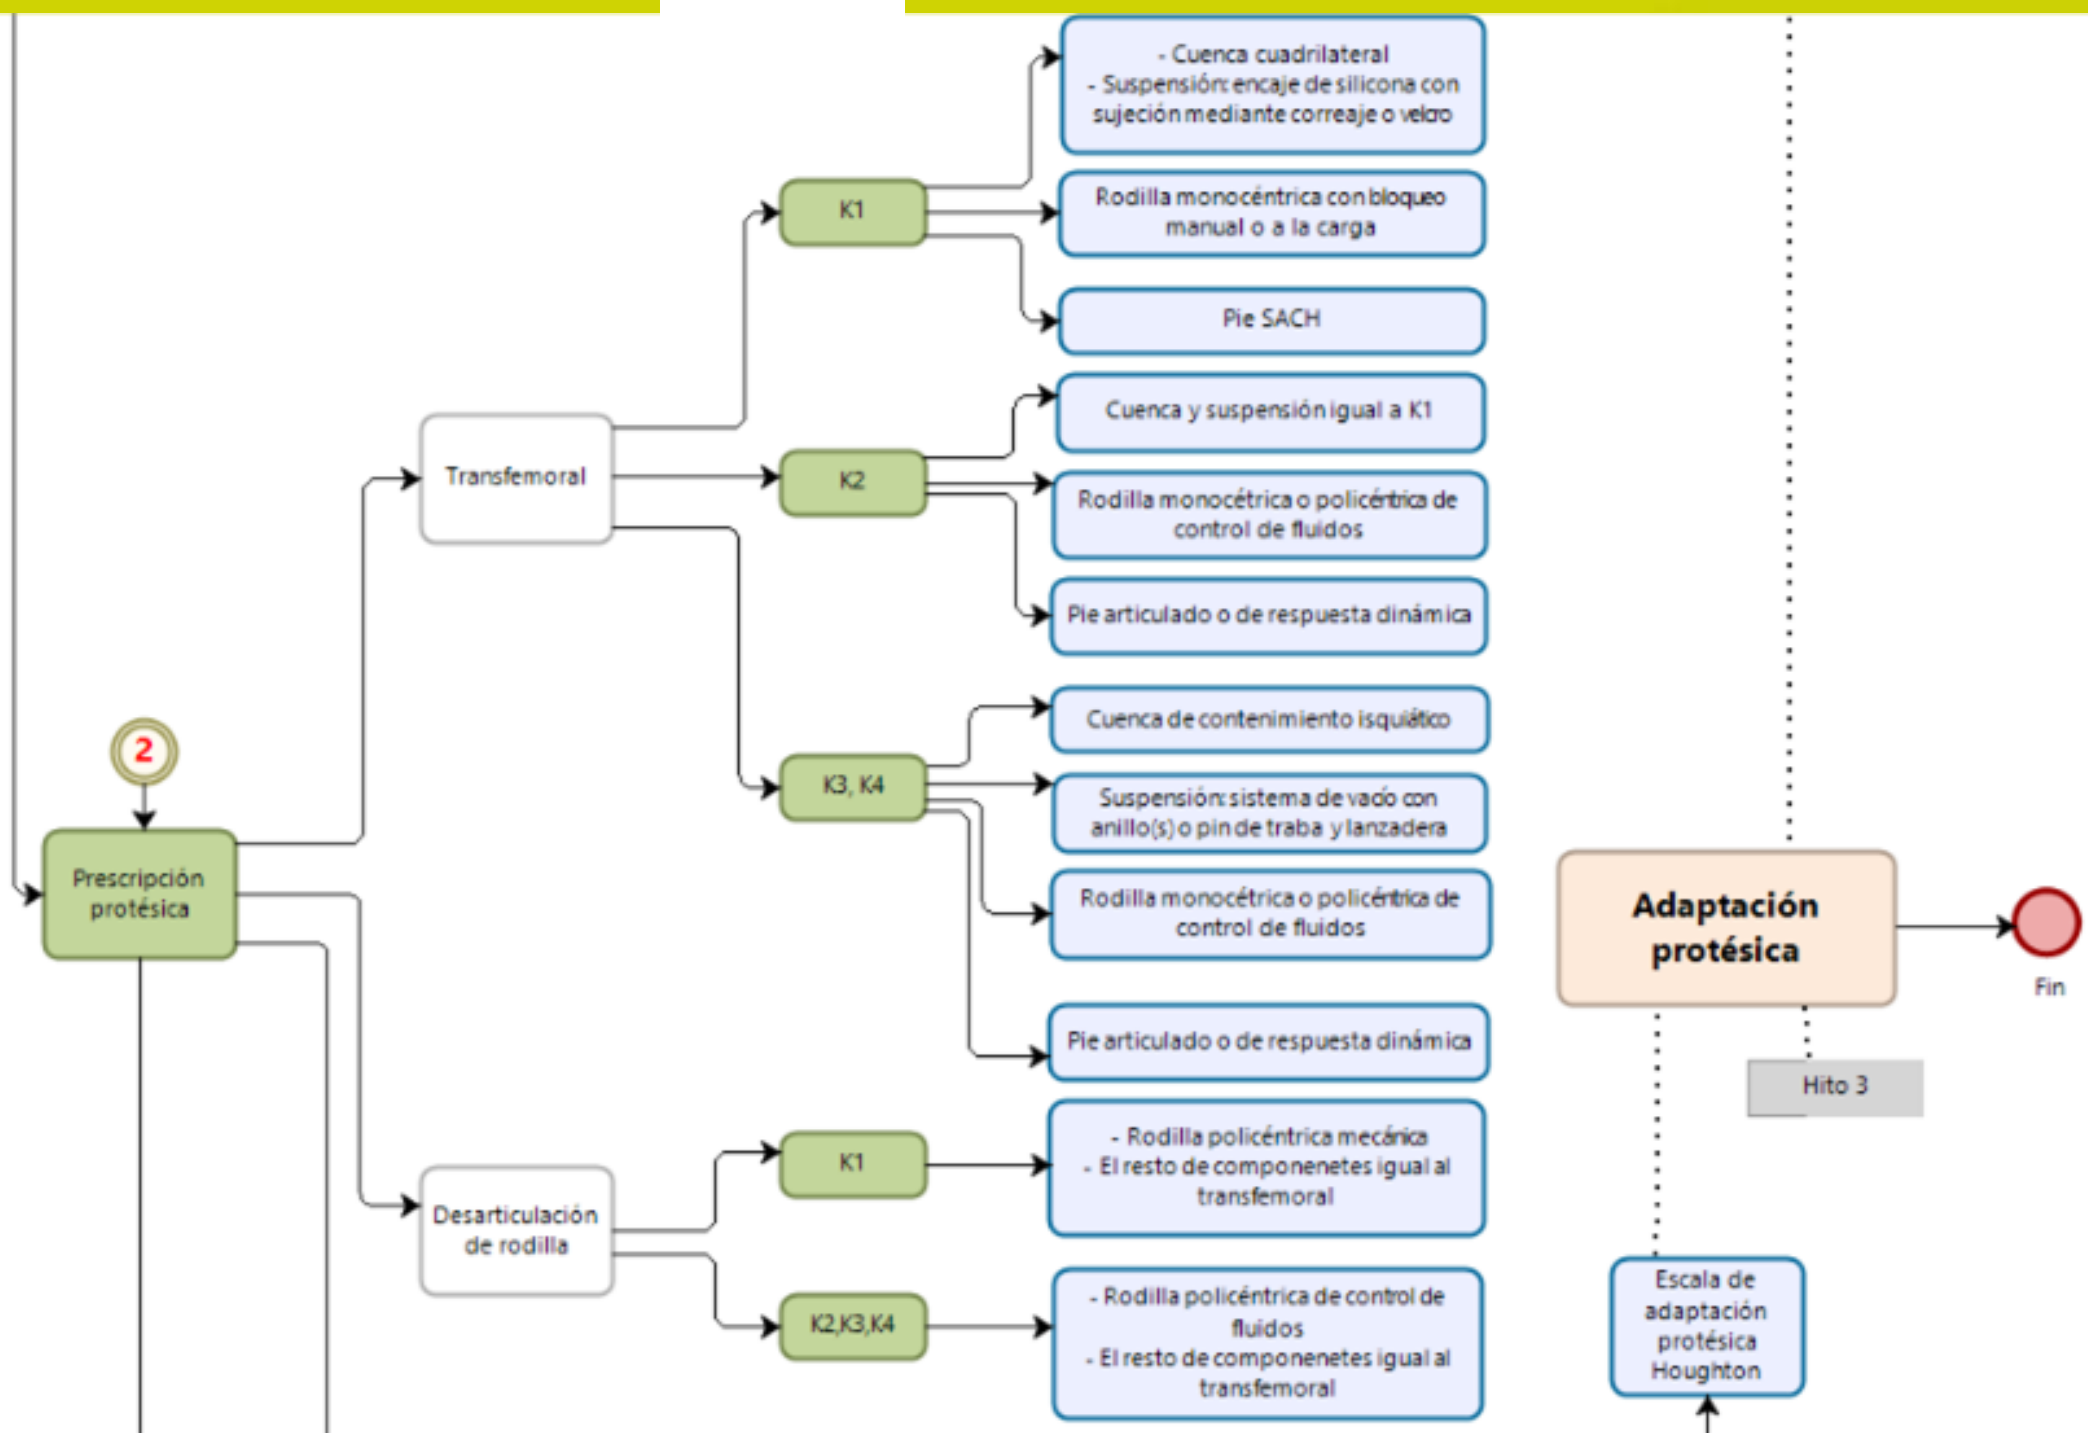 - Cuenca cuadrilateral
- Suspensión: encaje de silicona con
sujeción mediante correaje o velcro
K1
Rodilla monocéntrica con bloqueo
manual o a la carga
Pie SACH
Transfemoral
K2
Cuenca y suspensión igual a K1
Rodilla monocétrica o policéntrica de
control de fluidos
Pie articulado o de respuesta dinámica
K3, K4
Cuenca de contenimiento isquiático
Suspensión: sistema de vacío con
anillo(s) o pin de traba y lanzadera
Rodilla monocétrica o policéntrica de
control de fluidos
Pie articulado o de respuesta dinámica
2
Prescripción
protésica
Desarticulación
de rodilla
K1
- Rodilla policéntrica mecánica
- El resto de componenetes igual al
transfemoral
K2,K3,K4
- Rodilla policéntrica de control de
fluidos
- El resto de componenetes igual al
transfemoral
Adaptación
protésica
Fin
Hito 3
Escala de
adaptación
protésica
Houghton